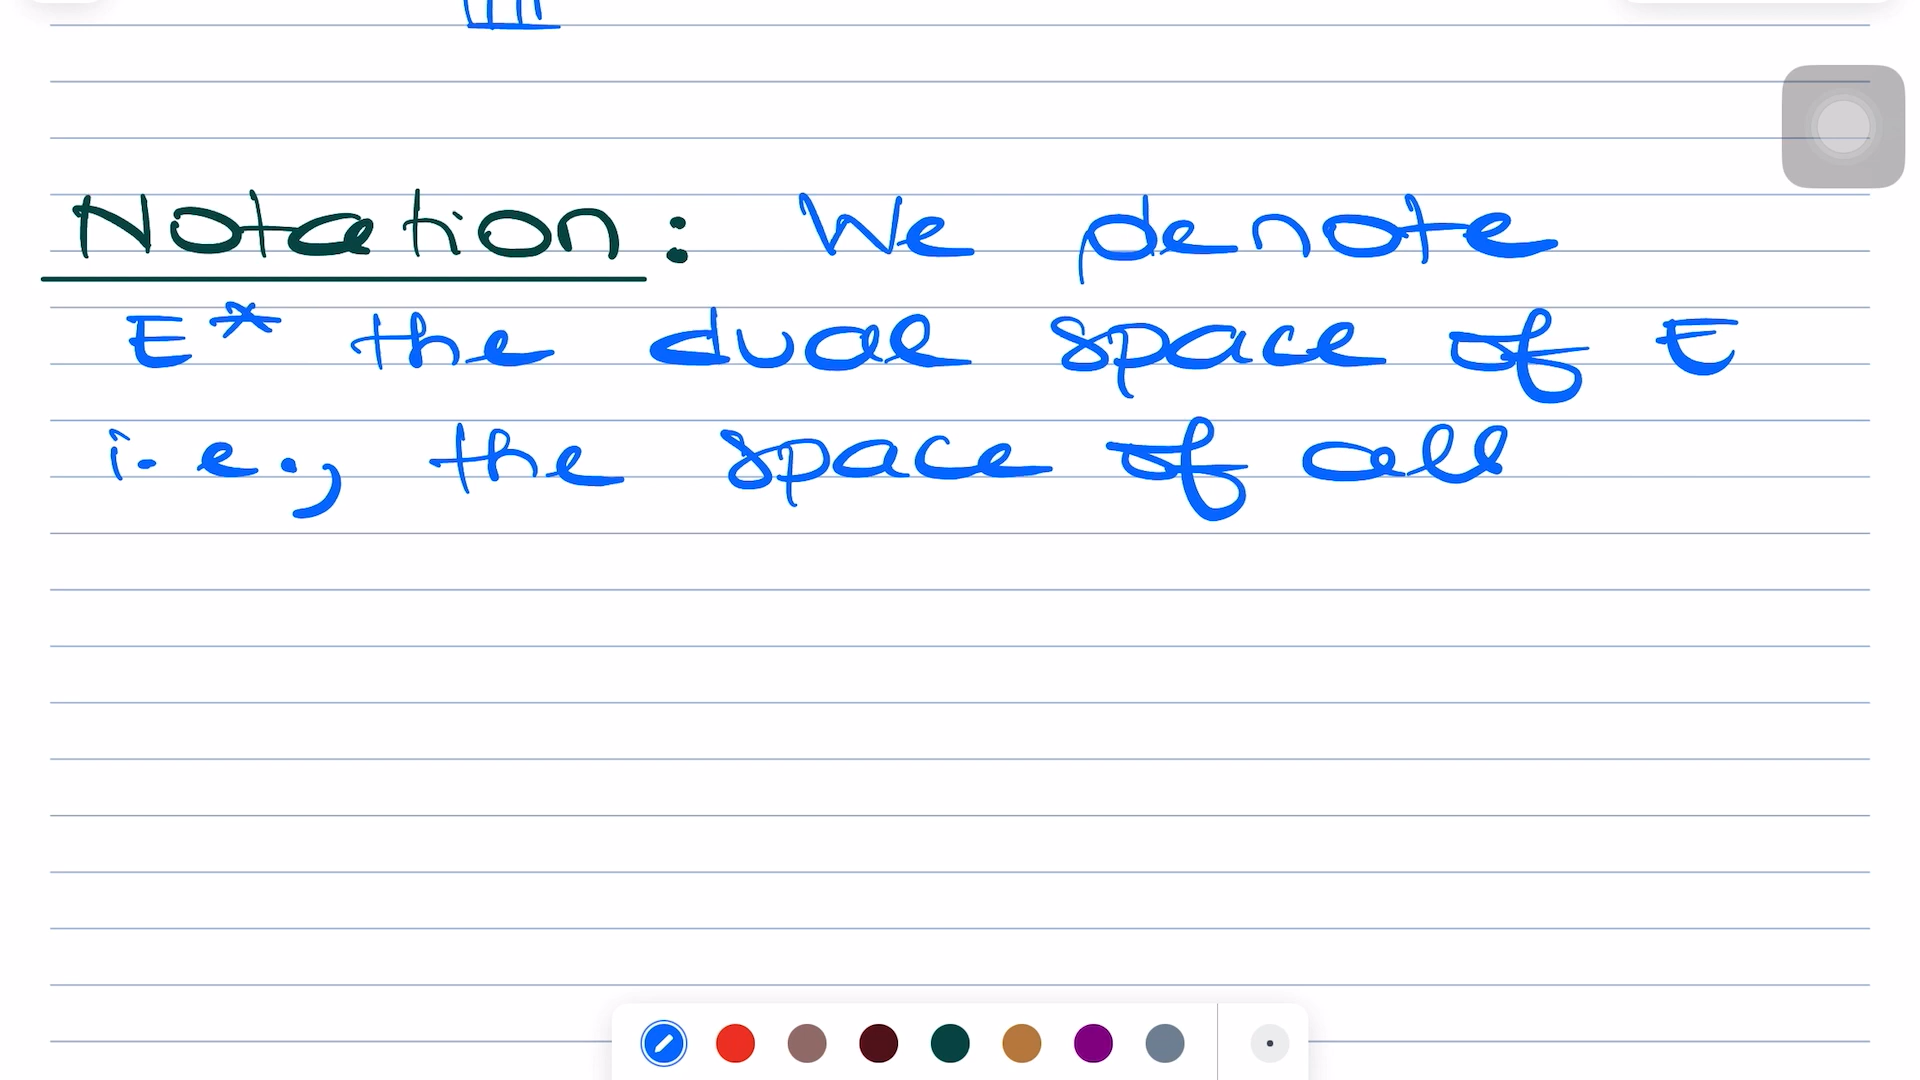 Notation: We denote
E* the dual space of E
i.e., the space of all